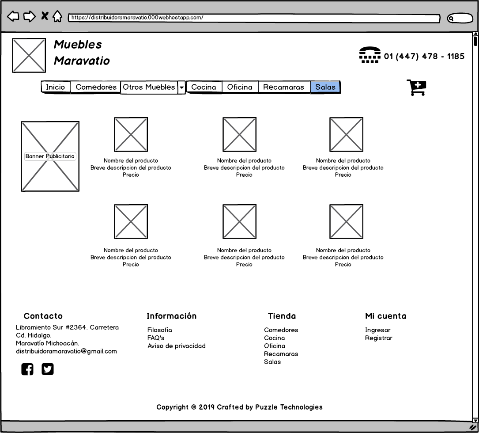 https://distribuidoramaravatio.000webhostapp.com/
Muebles
Maravatio
01 (447) 478 - 1185
Inicio Comedores Otros Muebles Cocina Oficina Recamaras Salas
Banner Publicitario
Nombre del producto Nombre del producto Nombre del producto
Breve descripcion del producto Breve descripcion del producto Breve descripcion del producto
Precio Precio Precio
Nombre del producto Nombre del producto Nombre del producto
Breve descripcion del producto Breve descripcion del producto Breve descripcion del producto
Precio Precio Precio
Contacto
Libramiento Sur #2364, Carretera
Cd. Hidalgo,
Maravatio Michoacán.
distribuidoramaravatio@gmail.com
Información
Filosofia
FAQ's
Aviso de privacidad
Tienda
Comedores
Cocina
Oficina
Recamaras
Salas
Mi cuenta
Ingresar
Registrar
Copyright © 2019 Crafted by Puzzle Technologies